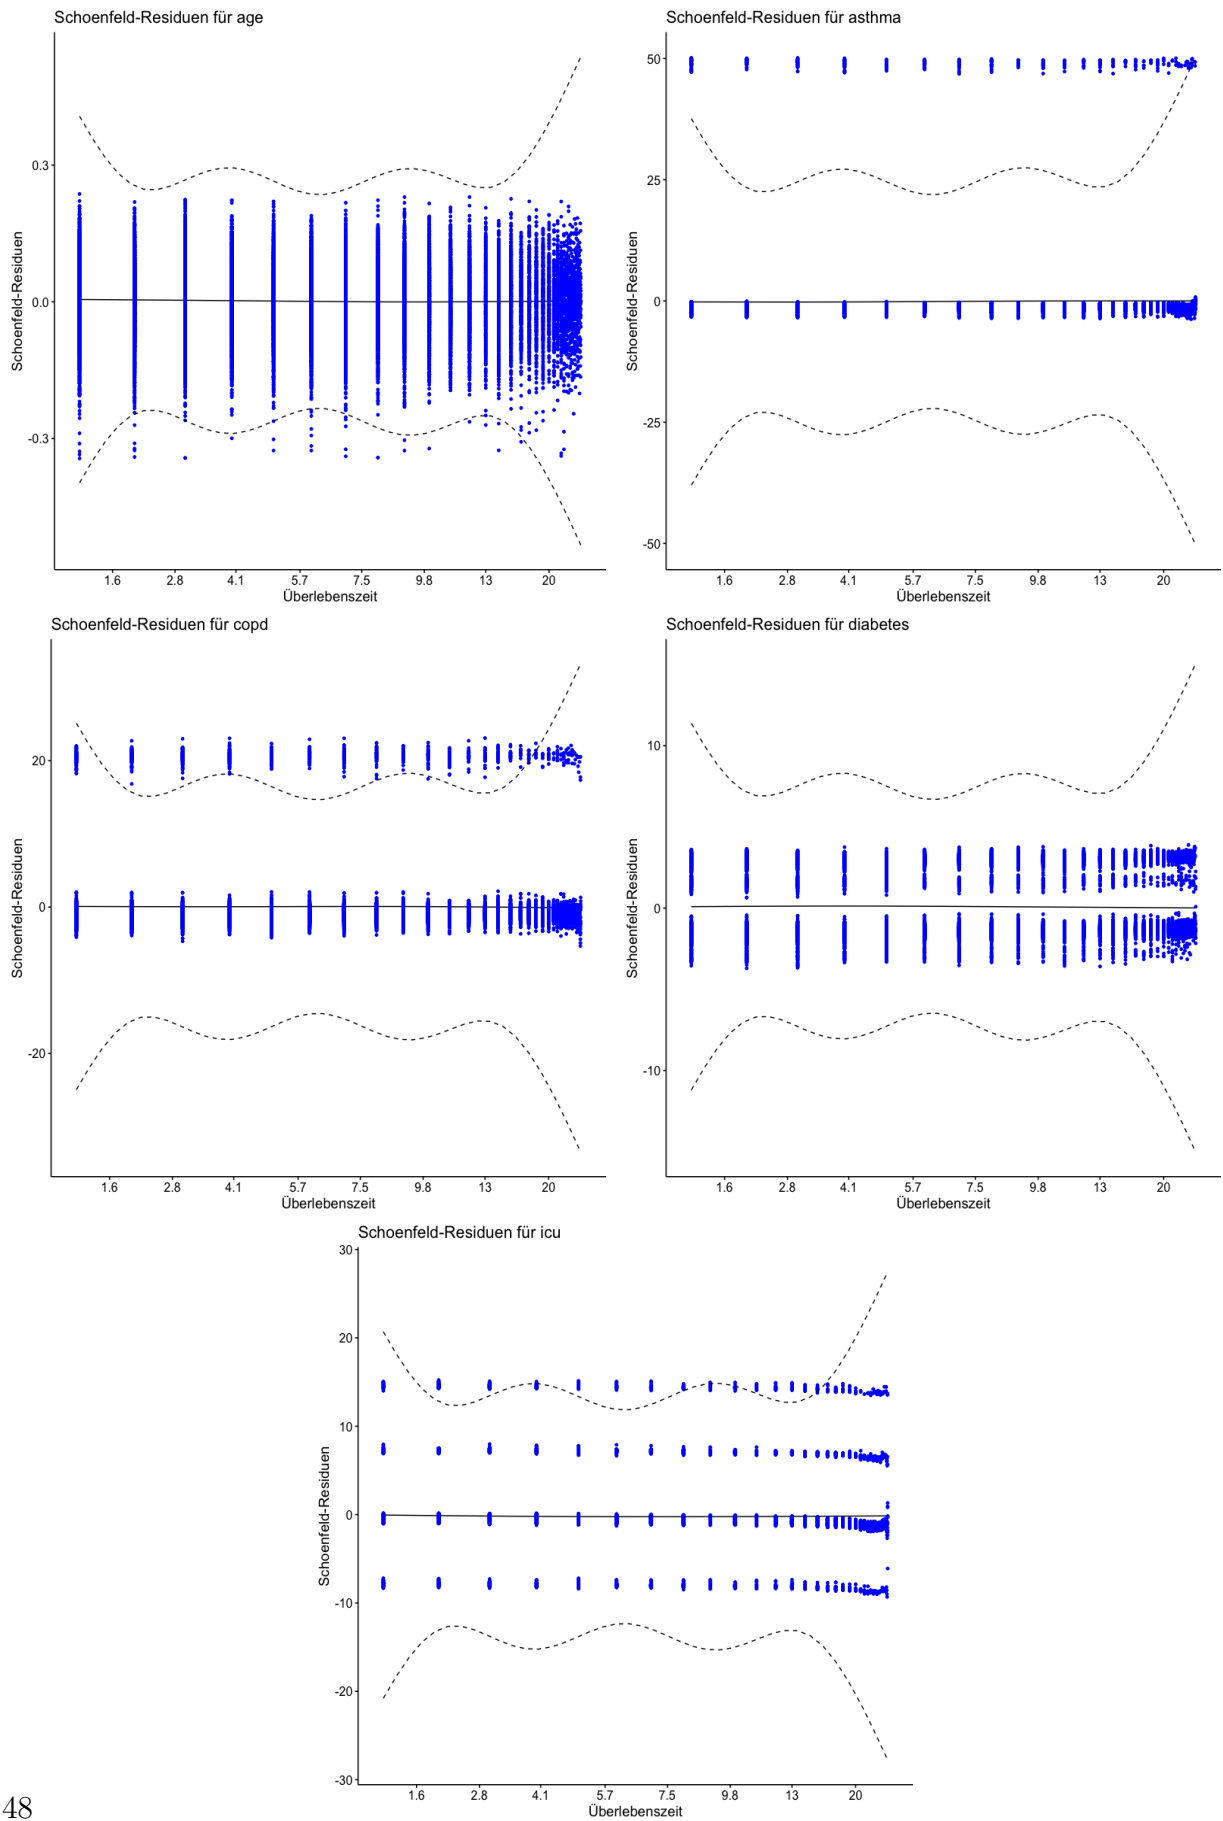 Schoenfeld-Residuen für age
0.3
0.0
-0.3
Schoenfeld-Residuen
1.6 2.8 4.1 5.7 7.5 9.8 13 20
Überlebenszeit
Schoenfeld-Residuen für asthma
50
25
0
-25
-50
Schoenfeld-Residuen
1.6 2.8 4.1 5.7 7.5 9.8 13 20
Überlebenszeit
Schoenfeld-Residuen für copd
20
0
-20
Schoenfeld-Residuen
1.6 2.8 4.1 5.7 7.5 9.8 13 20
Überlebenszeit
Schoenfeld-Residuen für diabetes
10
0
-10
Schoenfeld-Residuen
1.6 2.8 4.1 5.7 7.5 9.8 13 20
Überlebenszeit
Schoenfeld-Residuen für icu
30
20
10
0
-10
-20
-30
Schoenfeld-Residuen
1.6 2.8 4.1 5.7 7.5 9.8 13 20
Überlebenszeit
48